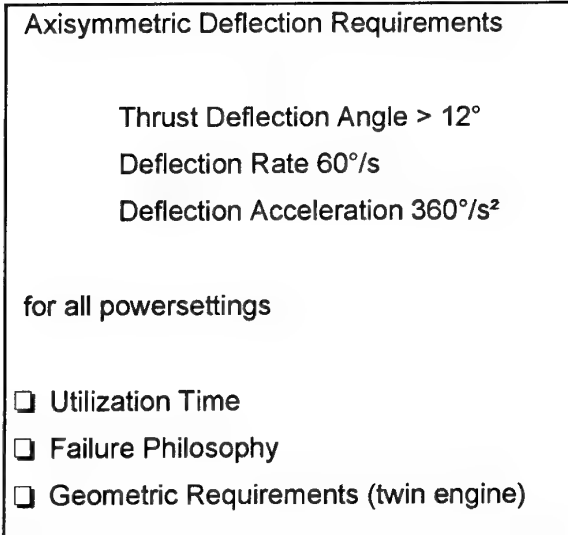 Axisymmetric Deflection Requirements
Thrust Deflection Angle > 12°
Deflection Rate 60°/s
Deflection Acceleration 360°/s²
for all powersettings
❏ Utilization Time
❏ Failure Philosophy
❏ Geometric Requirements (twin engine)